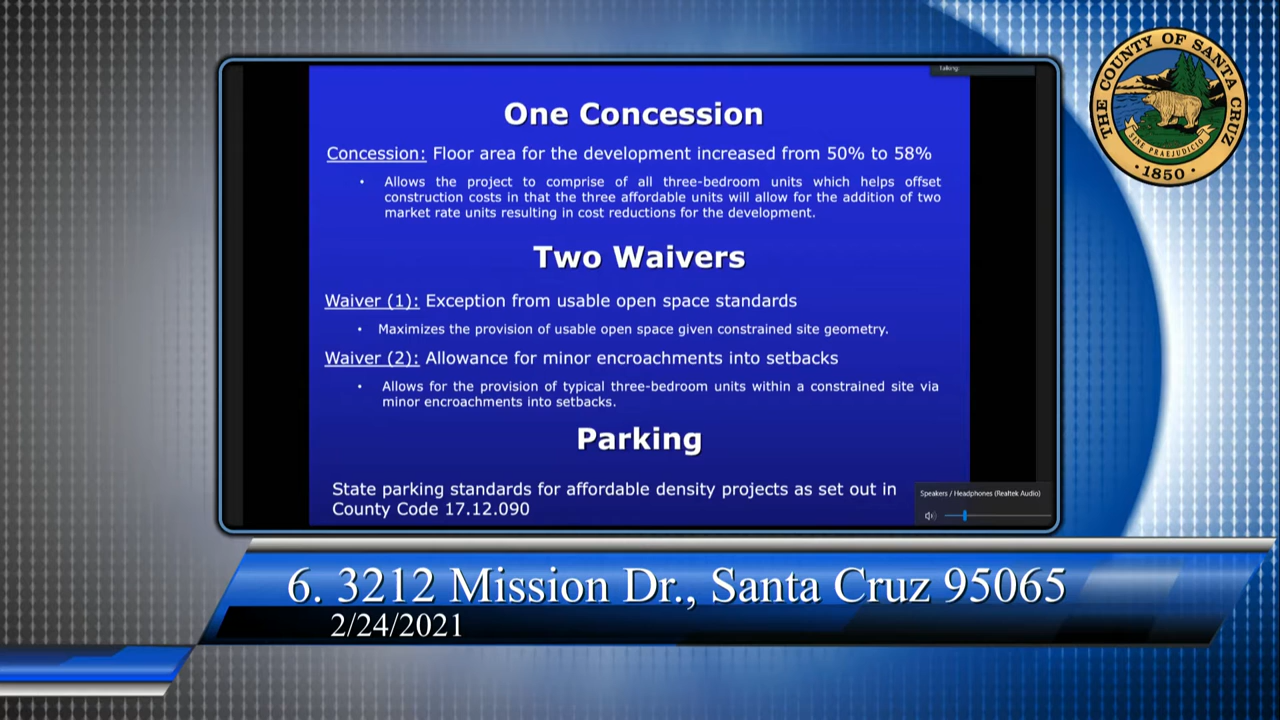 Talking:
THE COUNTY OF SANTA CRUZ
SINE PRAEJUDICIO
• 1850 •
One Concession
Concession: Floor area for the development increased from 50% to 58%
• Allows the project to comprise of all three-bedroom units which helps offset
construction costs in that the three affordable units will allow for the addition of two
market rate units resulting in cost reductions for the development.
Two Waivers
Waiver (1): Exception from usable open space standards
• Maximizes the provision of usable open space given constrained site geometry.
Waiver (2): Allowance for minor encroachments into setbacks
• Allows for the provision of typical three-bedroom units within a constrained site via
minor encroachments into setbacks.
Parking
State parking standards for affordable density projects as set out in
County Code 17.12.090
Speakers / Headphones (Realtek Audio)
6. 3212 Mission Dr., Santa Cruz 95065
2/24/2021